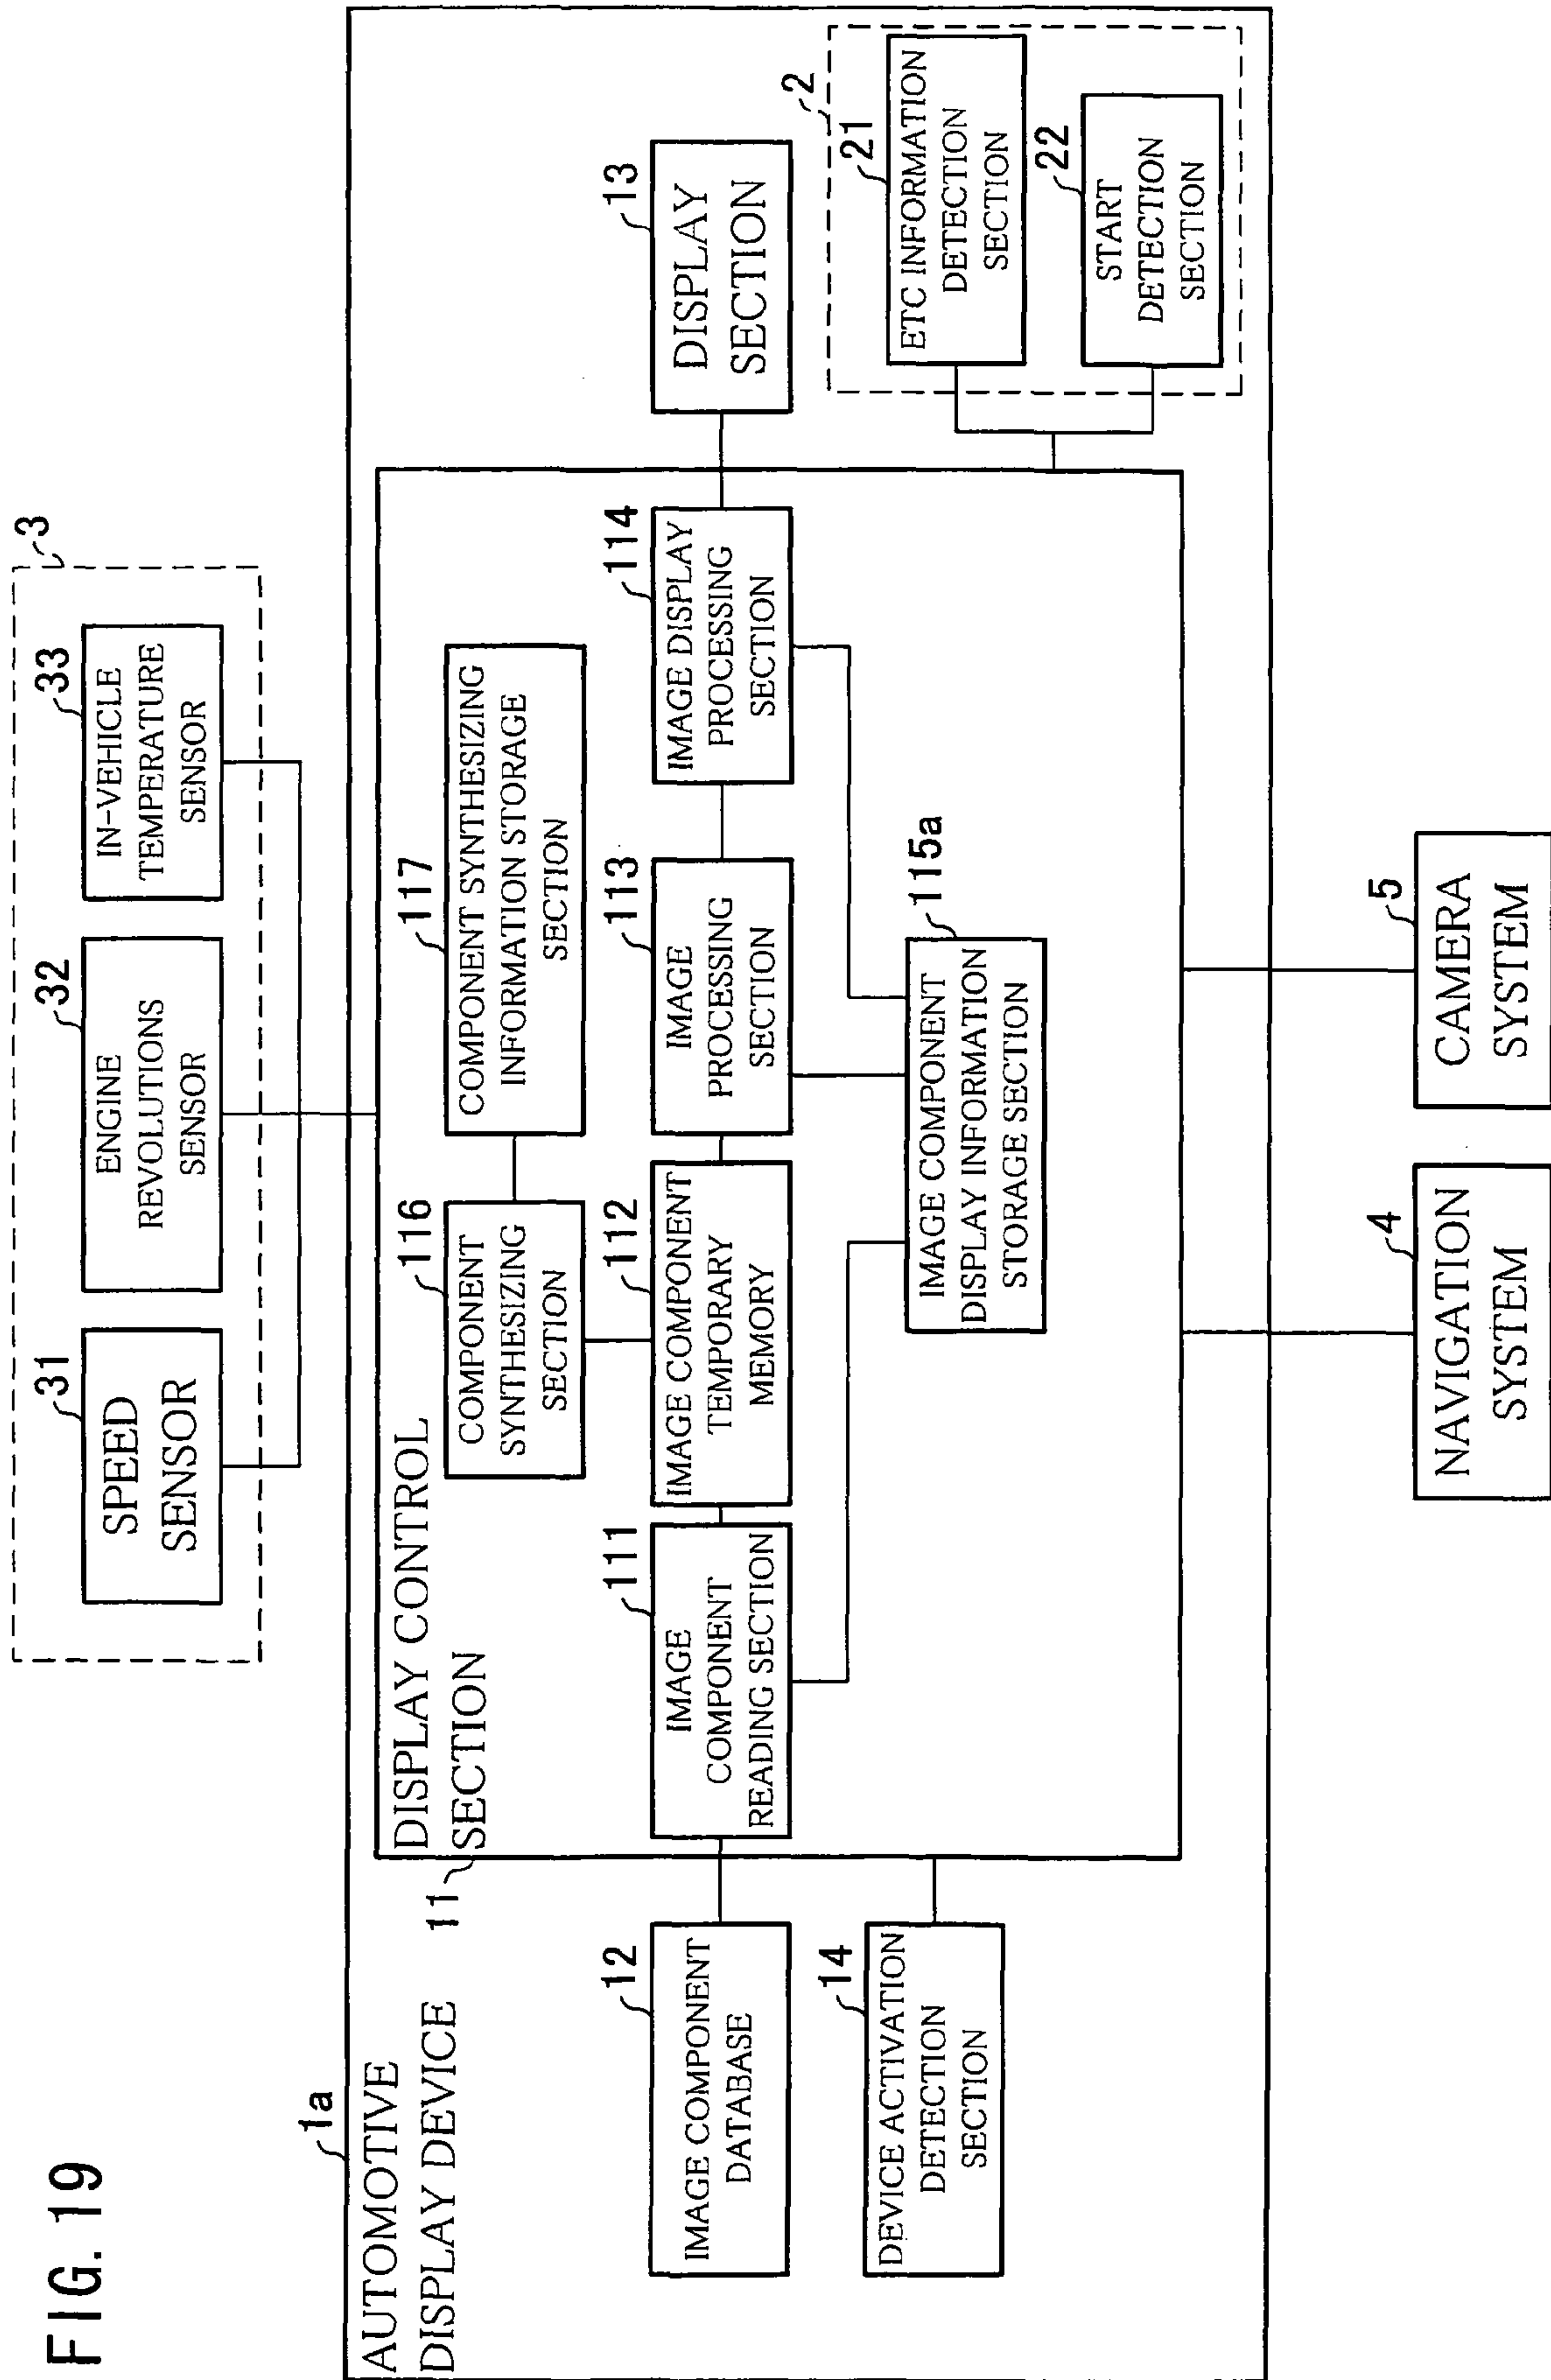 FIG. 19
3
31
SPEED
SENSOR
32
ENGINE
REVOLUTIONS
SENSOR
33
IN-VEHICLE
TEMPERATURE
SENSOR
1a
AUTOMOTIVE
DISPLAY DEVICE
11
DISPLAY CONTROL
SECTION
116
COMPONENT
SYNTHESIZING
SECTION
117
COMPONENT SYNTHESIZING
INFORMATION STORAGE
SECTION
12
IMAGE COMPONENT
DATABASE
111
IMAGE
COMPONENT
READING SECTION
112
IMAGE COMPONENT
TEMPORARY
MEMORY
113
IMAGE
PROCESSING
SECTION
114
IMAGE DISPLAY
PROCESSING
SECTION
13
DISPLAY
SECTION
14
DEVICE ACTIVATION
DETECTION
SECTION
115a
IMAGE COMPONENT
DISPLAY INFORMATION
STORAGE SECTION
2
21
ETC INFORMATION
DETECTION
SECTION
22
START
DETECTION
SECTION
4
NAVIGATION
SYSTEM
5
CAMERA
SYSTEM